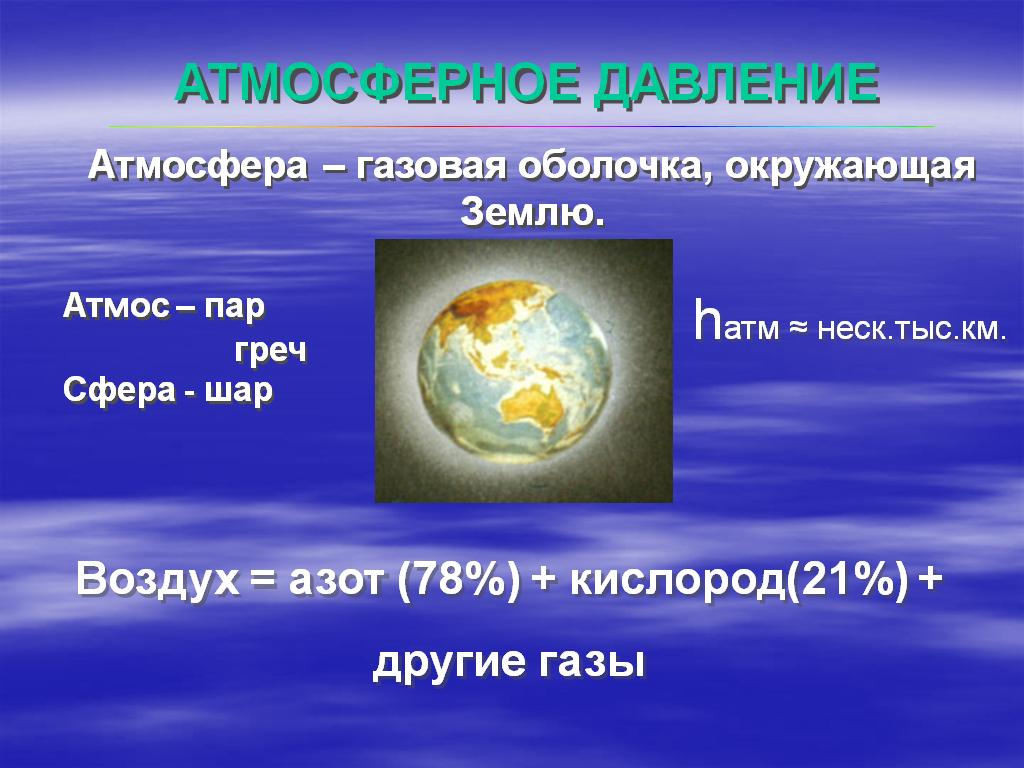 АТМОСФЕРНОЕ ДАВЛЕНИЕ
Атмосфера – газовая оболочка, окружающая
Землю.
Атмос – пар
греч
Сфера - шар
hатм ≈ неск.тыс.км.
Воздух = азот (78%) + кислород(21%) +
другие газы